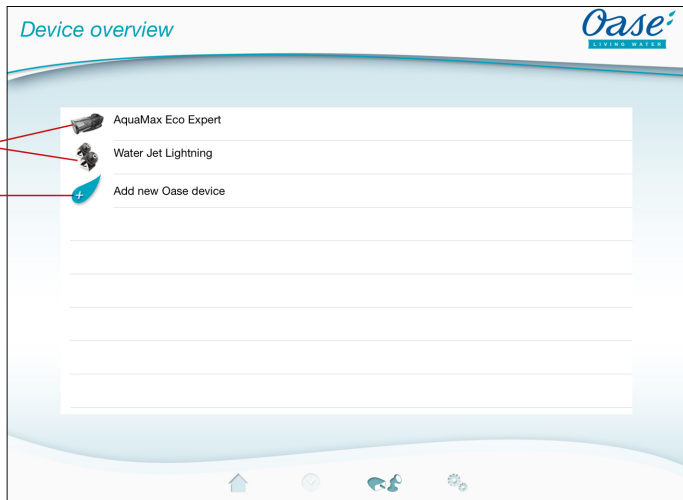 Device overview
Oase
LIVING WATER
AquaMax Eco Expert
Water Jet Lightning
Add new Oase device